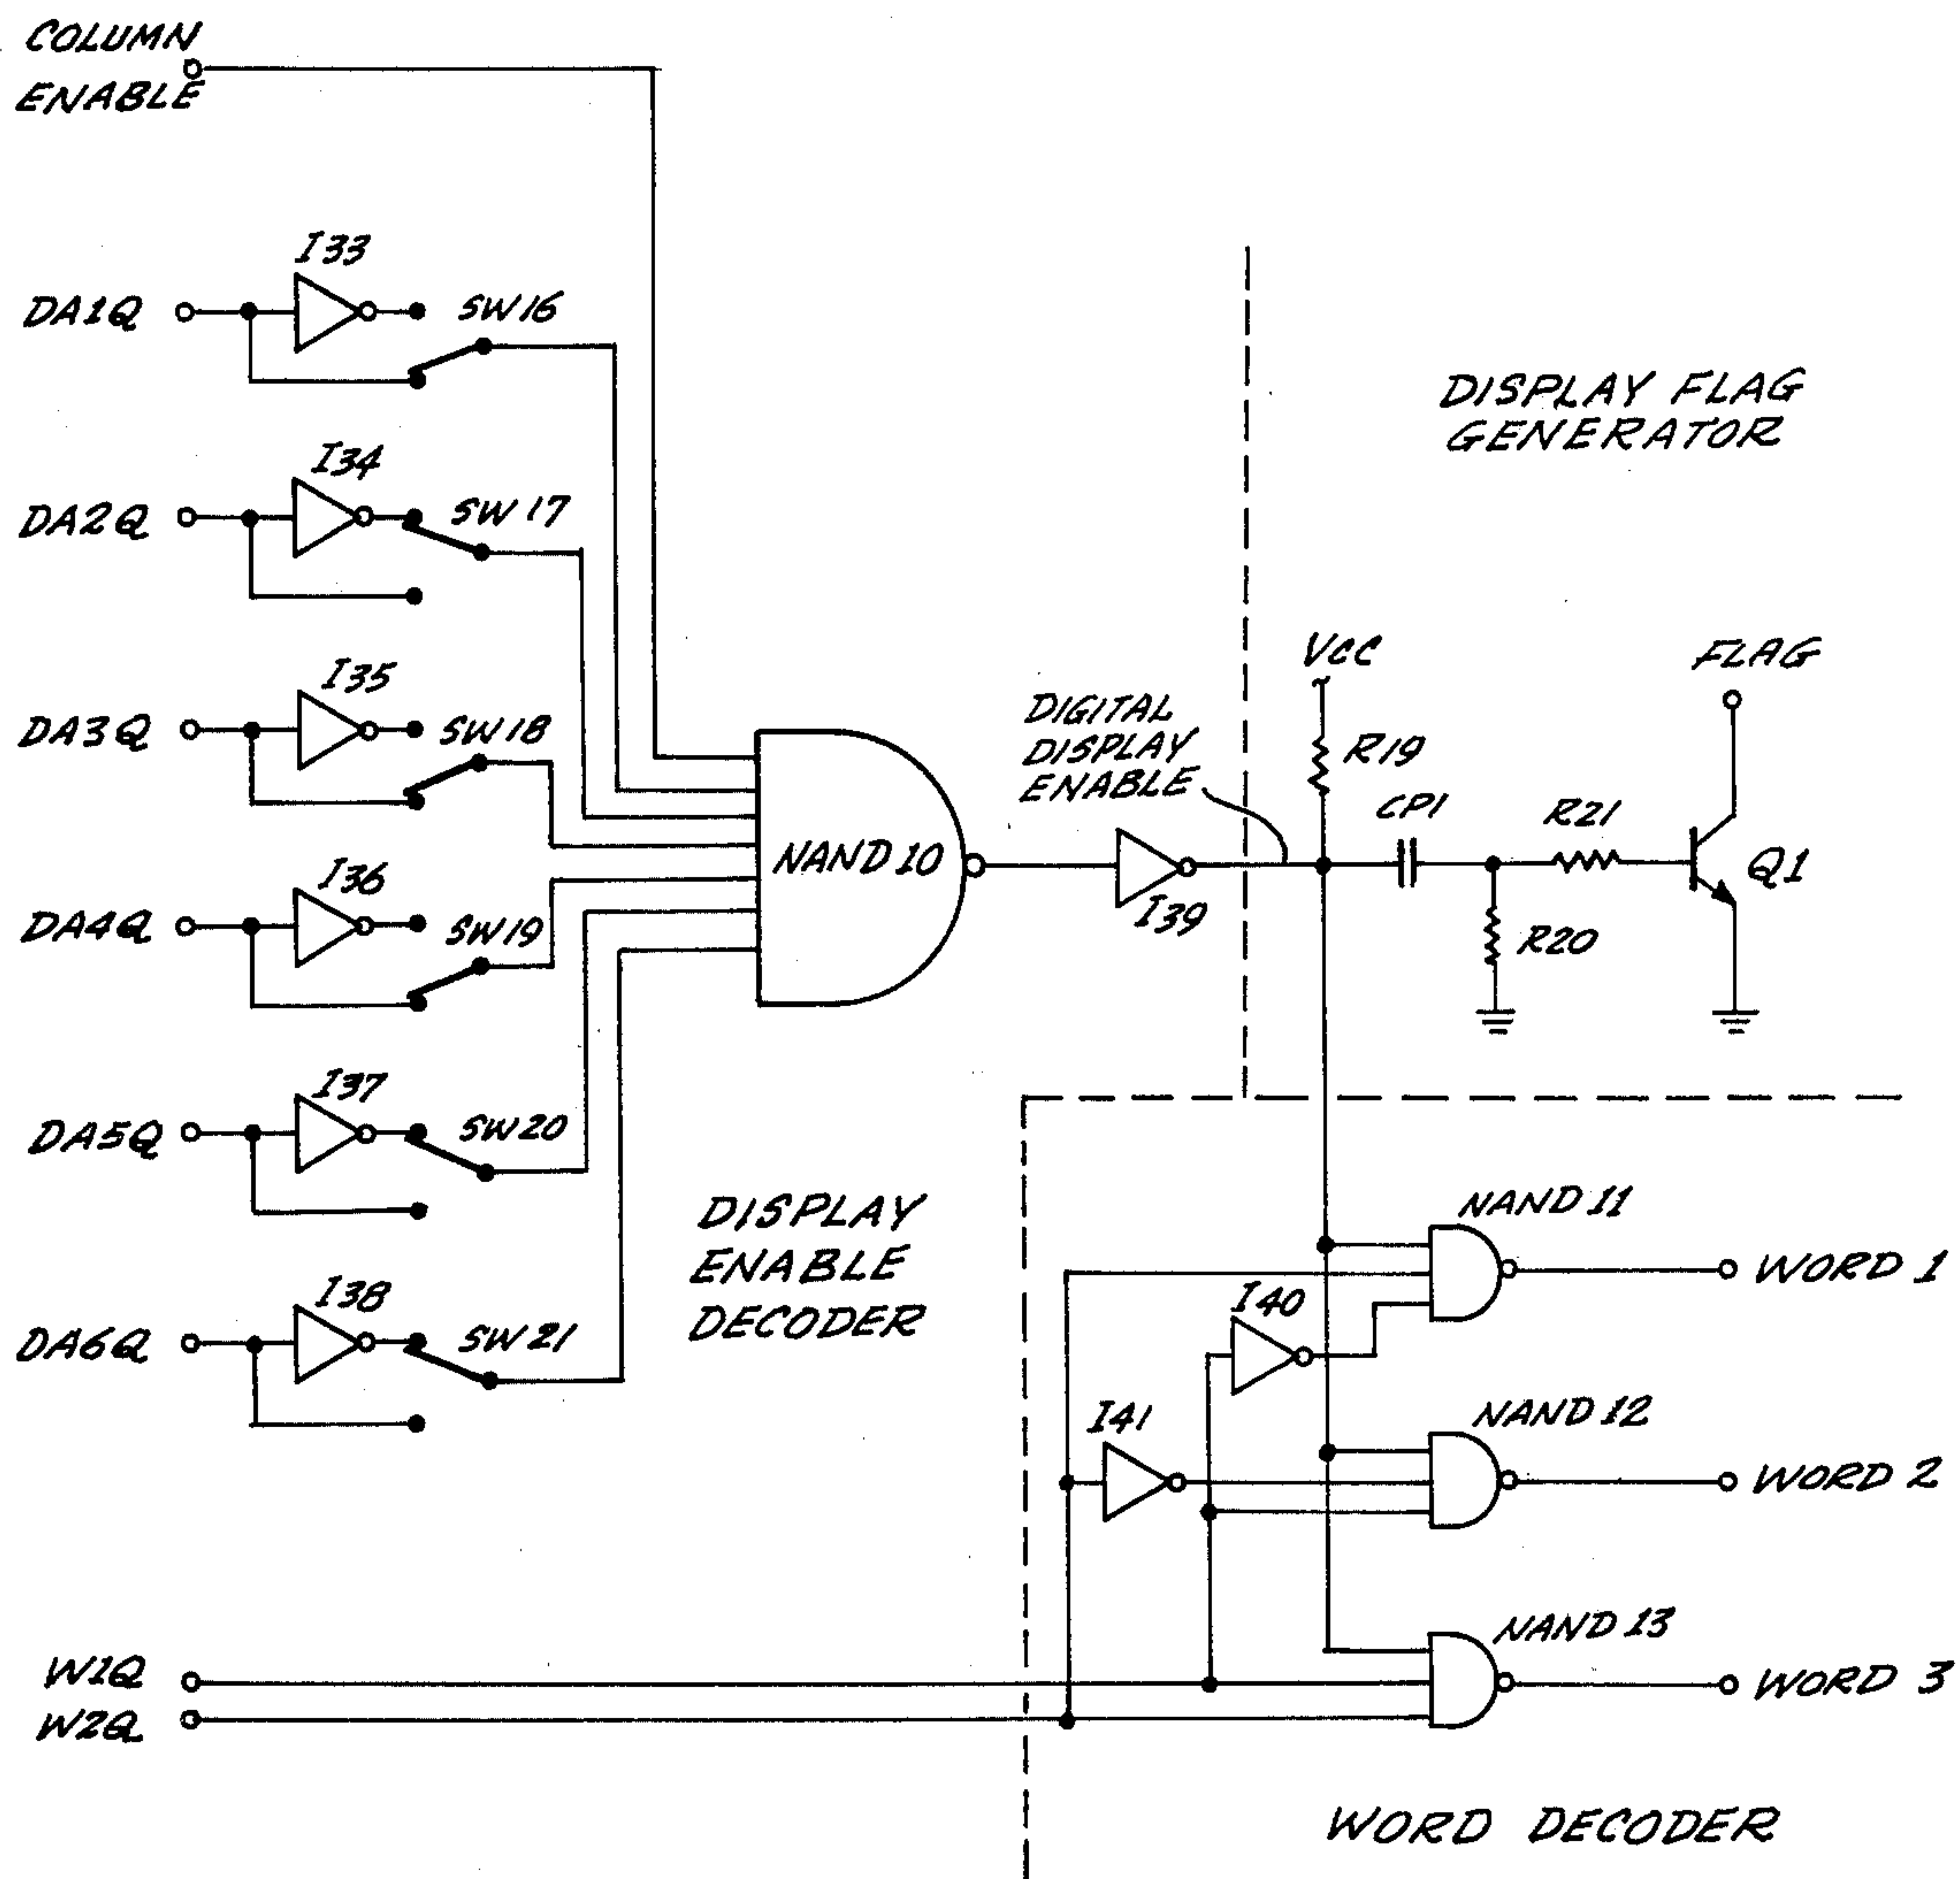 COLUMN
ENABLE
I33
DA1Q
SW16
DISPLAY FLAG
GENERATOR
I34
DA2Q
SW17
I35
DA3Q
SW18
VCC
FLAG
DIGITAL
DISPLAY
ENABLE
R19
CP1
R21
NAND 10
I39
Q1
R20
I36
DA4Q
SW19
I37
DA5Q
SW20
DISPLAY
ENABLE
DECODER
I38
DA6Q
SW21
NAND 11
WORD 1
I40
I41
NAND 12
WORD 2
NAND 13
WORD 3
W1Q
W2Q
WORD DECODER